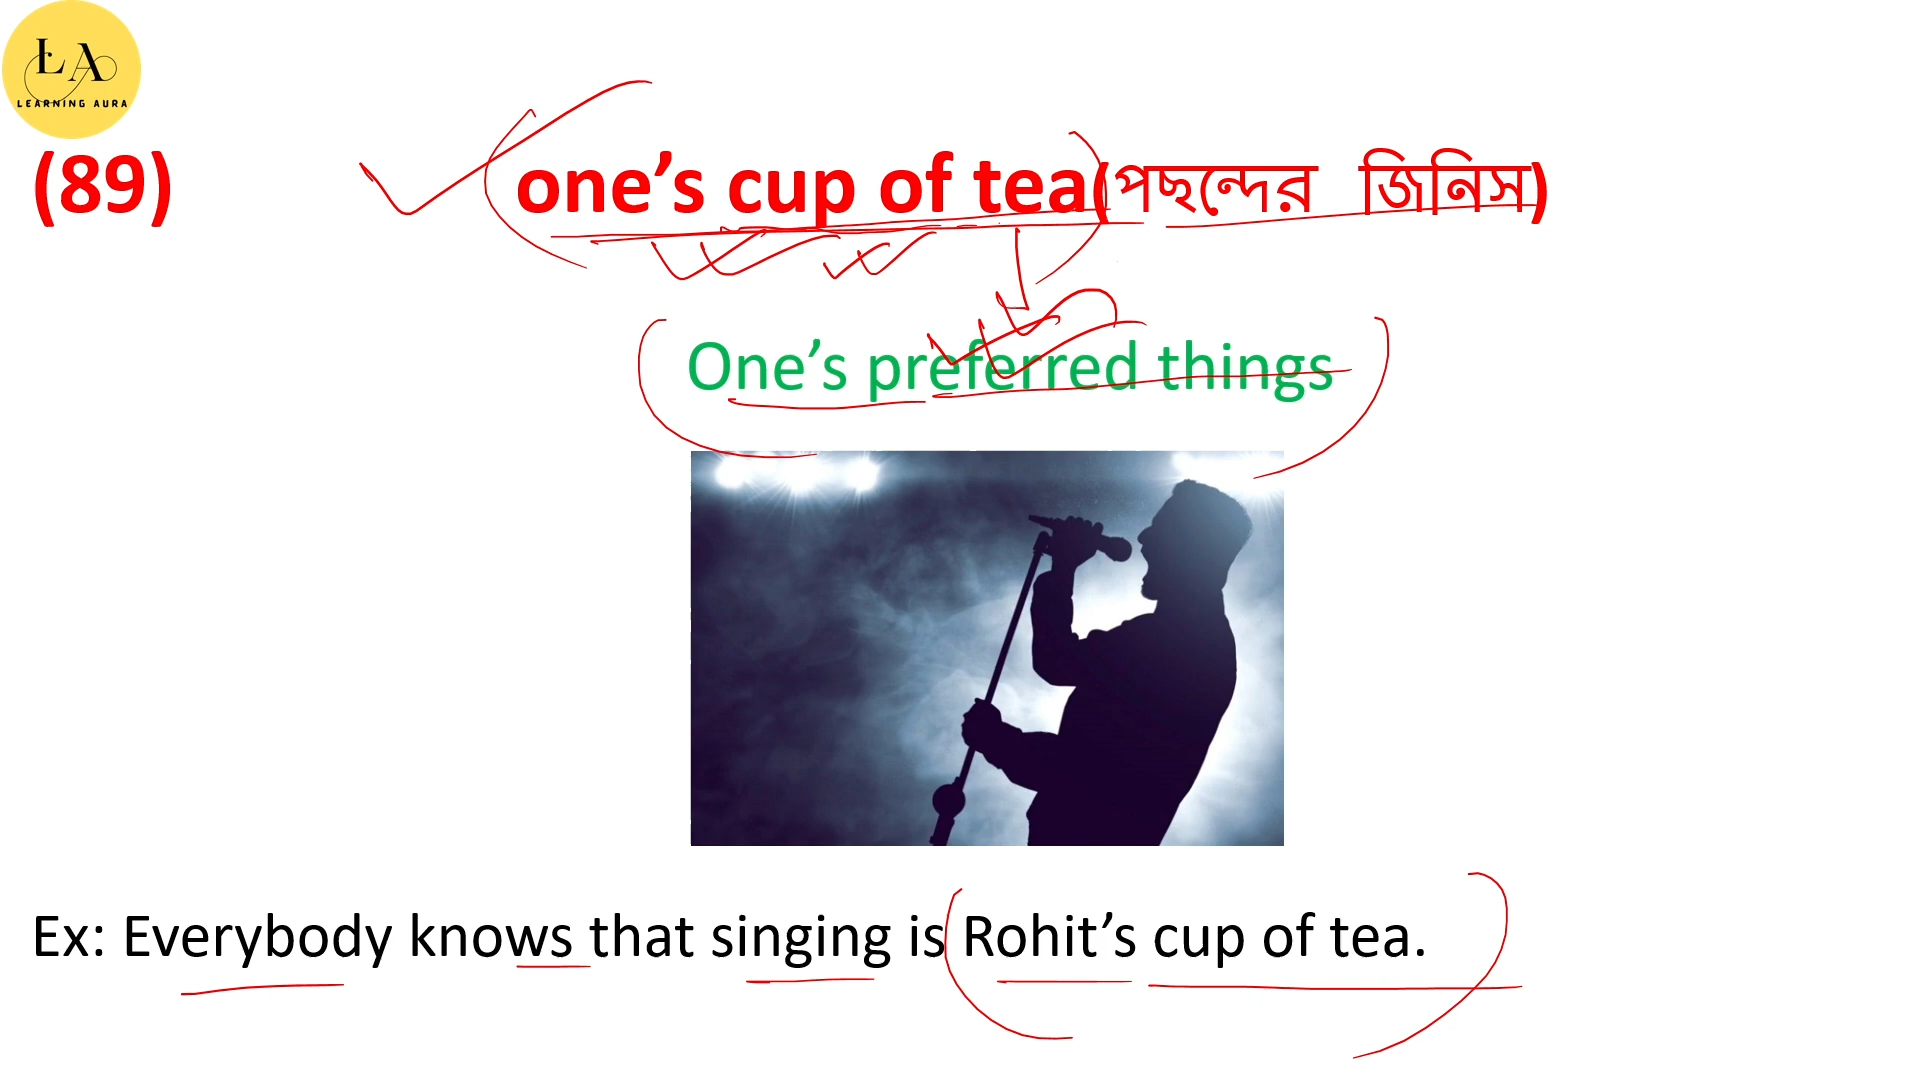 LA
LEARNING AURA
(89) one’s cup of tea(পছন্দের জিনিস)
One’s preferred things
Ex: Everybody knows that singing is Rohit’s cup of tea.